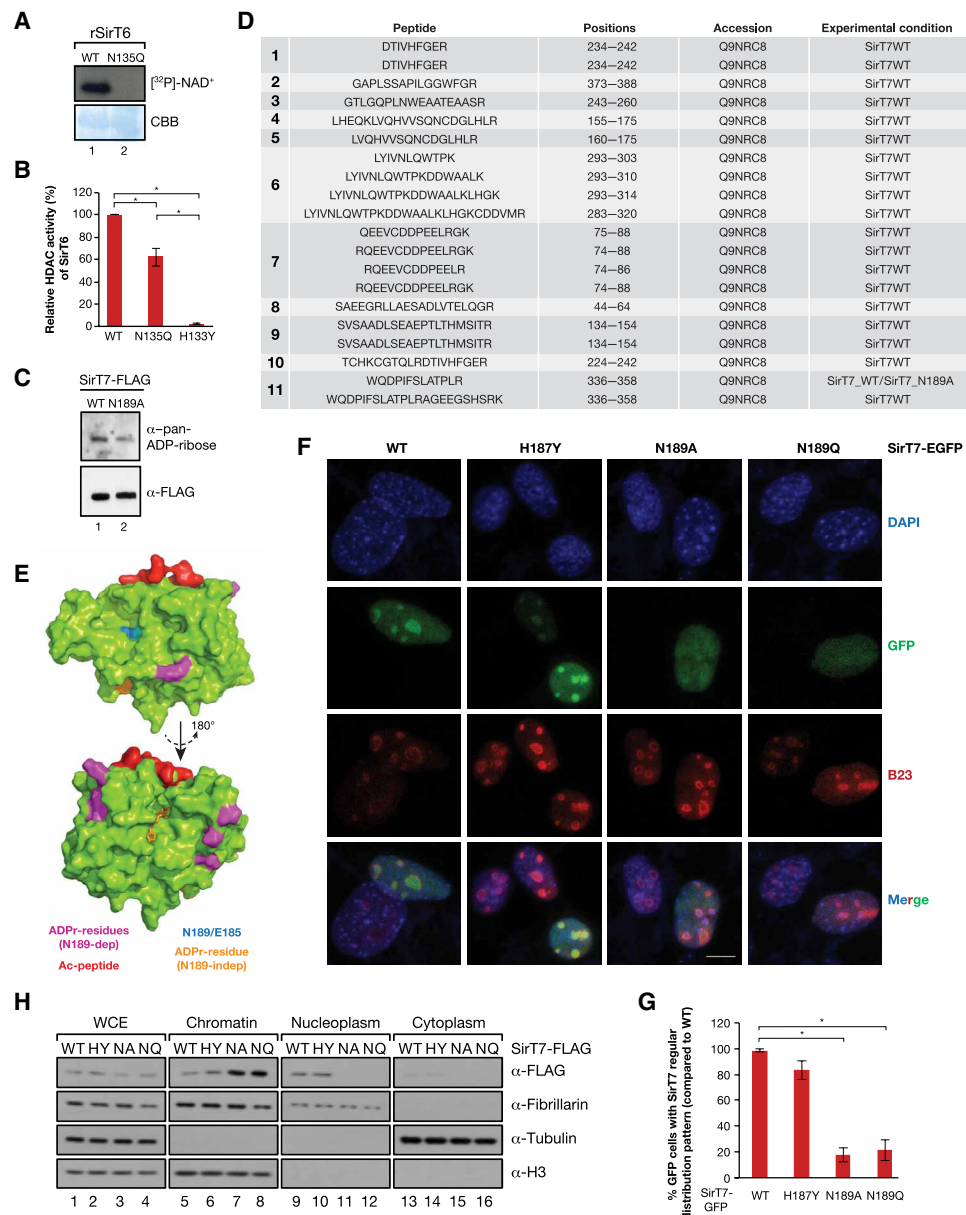 A
rSirT6
WT N135Q
[³²P]-NAD⁺
CBB
1 2
B
Relative HDAC activity (%)
of SirT6
120
100
80
60
40
20
0
* * *
WT N135Q H133Y
C
SirT7-FLAG
WT N189A
α–pan-
ADP-ribose
α-FLAG
1 2
D
Peptide Positions Accession Experimental condition
1 DTIVHFGER 234—242 Q9NRC8 SirT7WT
DTIVHFGER 234—242 Q9NRC8 SirT7WT
2 GAPLSSAPILGGWFGR 373—388 Q9NRC8 SirT7WT
3 GTLGQPLNWEAATEAASR 243—260 Q9NRC8 SirT7WT
4 LHEQKLVQHVVSQNCDGLHLR 155—175 Q9NRC8 SirT7WT
5 LVQHVVSQNCDGLHLR 160—175 Q9NRC8 SirT7WT
6 LYIVNLQWTPK 293—303 Q9NRC8 SirT7WT
LYIVNLQWTPKDDWAALK 293—310 Q9NRC8 SirT7WT
LYIVNLQWTPKDDWAALKLHGK 293—314 Q9NRC8 SirT7WT
LYIVNLQWTPKDDWAALKLHGKCDDVMR 283—320 Q9NRC8 SirT7WT
7 QEEVCDDPEELRGK 75—88 Q9NRC8 SirT7WT
RQEEVCDDPEELRGK 74—88 Q9NRC8 SirT7WT
RQEEVCDDPEELR 74—86 Q9NRC8 SirT7WT
RQEEVCDDPEELRGK 74—88 Q9NRC8 SirT7WT
8 SAEEGRLLAESADLVTELQGR 44—64 Q9NRC8 SirT7WT
9 SVSAADLSEAEPTLTHMSITR 134—154 Q9NRC8 SirT7WT
SVSAADLSEAEPTLTHMSITR 134—154 Q9NRC8 SirT7WT
10 TCHKCGTQLRDTIVHFGER 224—242 Q9NRC8 SirT7WT
11 WQDPIFSLATPLR 336—358 Q9NRC8 SirT7_WT/SirT7_N189A
WQDPIFSLATPLRAGEEGSHSRK 336—358 Q9NRC8 SirT7WT
E
180°
ADPr-residues
(N189-dep)
Ac-peptide
N189/E185
ADPr-residue
(N189-indep)
F
WT H187Y N189A N189Q SirT7-EGFP
DAPI
GFP
B23
Merge
G
% GFP cells with SirT7 regular
distribution pattern (compared to WT)
120
100
80
60
40
20
0
* *
SirT7-
GFP
WT H187Y N189A N189Q
H
WCE Chromatin Nucleoplasm Cytoplasm
WT HY NA NQ WT HY NA NQ WT HY NA NQ WT HY NA NQ SirT7-FLAG
α-FLAG
α-Fibrillarin
α-Tubulin
α-H3
1 2 3 4 5 6 7 8 9 10 11 12 13 14 15 16